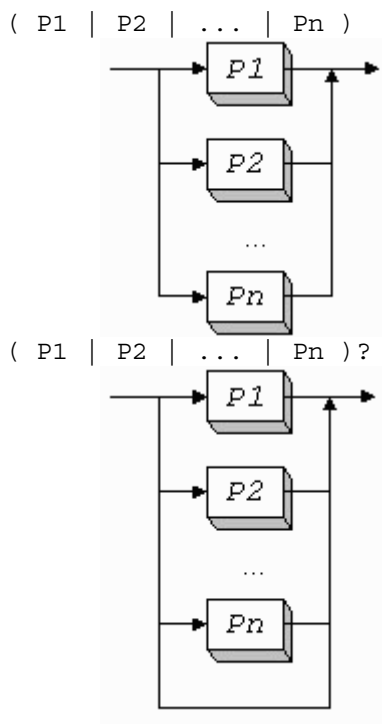 ( P1 | P2 | ... | Pn )
P1
P2
...
Pn
( P1 | P2 | ... | Pn )?
P1
P2
...
Pn